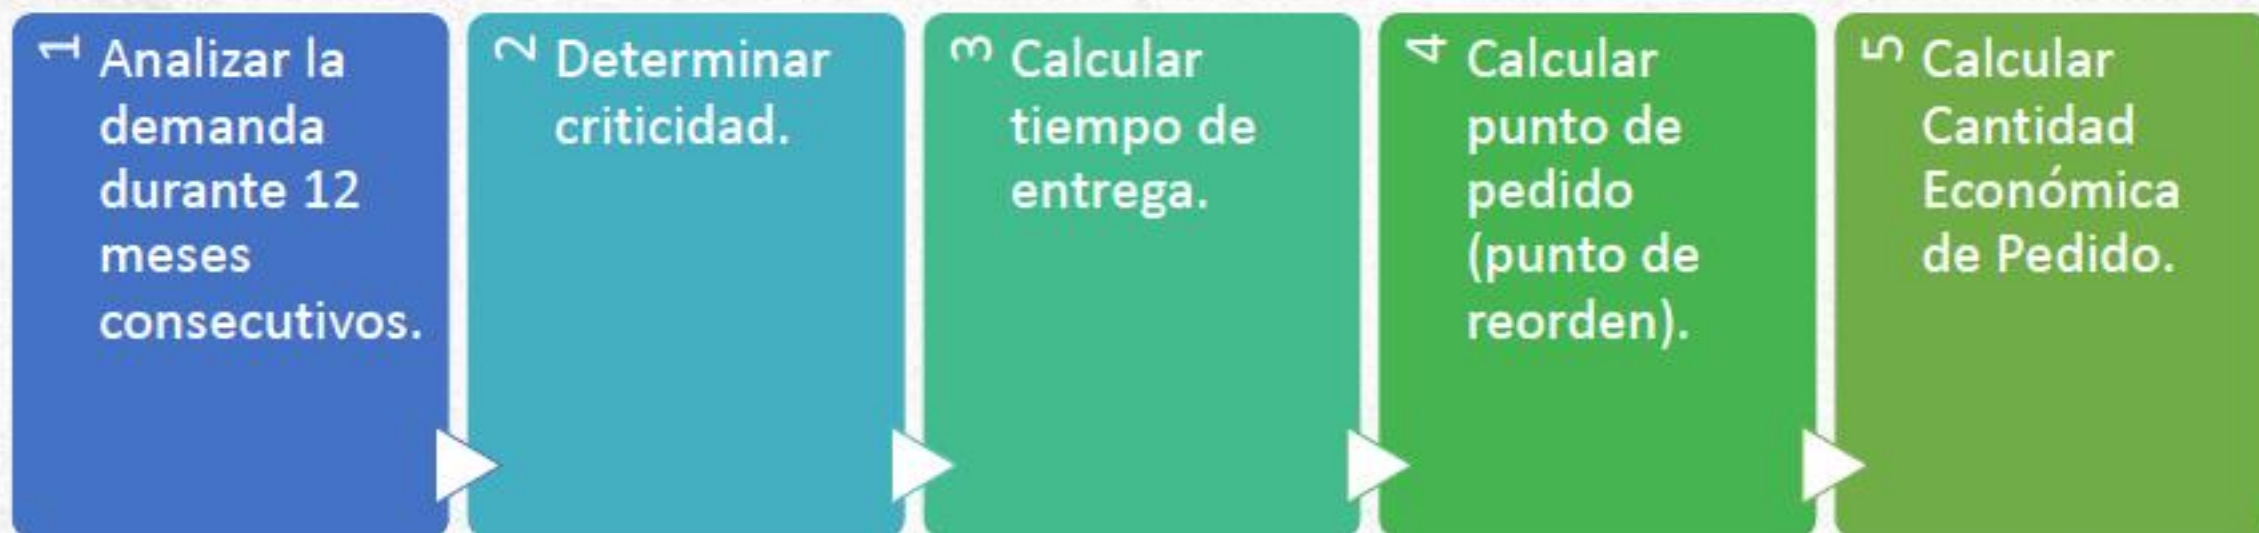 1 Analizar la
demanda
durante 12
meses
consecutivos.
2 Determinar
criticidad.
3 Calcular
tiempo de
entrega.
4 Calcular
punto de
pedido
(punto de
reorden).
5 Calcular
Cantidad
Económica
de Pedido.